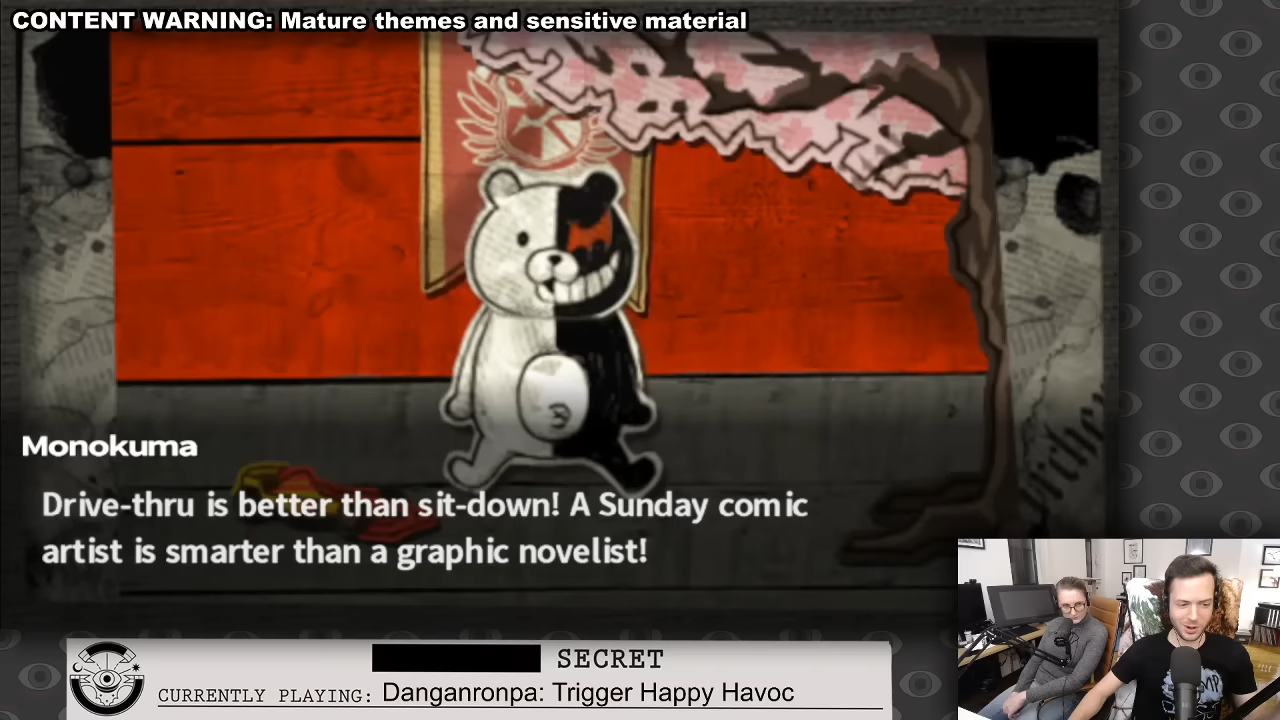 CONTENT WARNING: Mature themes and sensitive material
Monokuma
Drive-thru is better than sit-down! A Sunday comic
artist is smarter than a graphic novelist!
SECRET
CURRENTLY PLAYING: Danganronpa: Trigger Happy Havoc